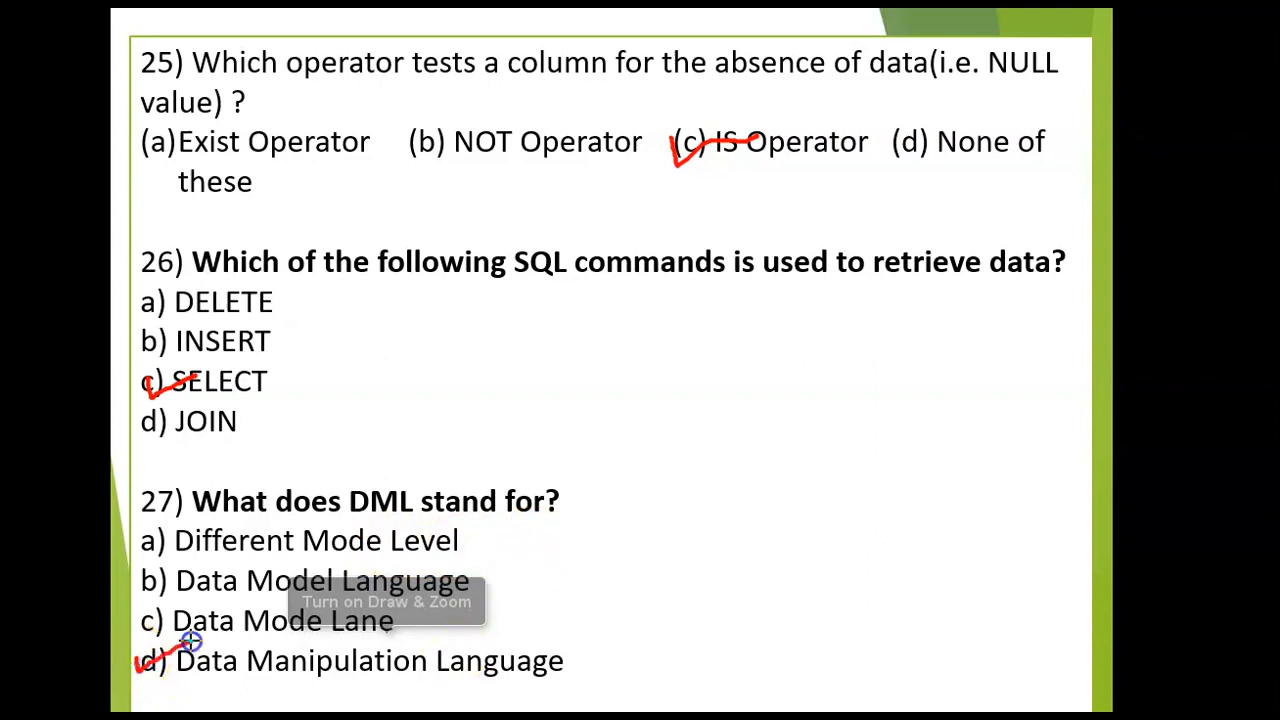 25) Which operator tests a column for the absence of data(i.e. NULL
value) ?
(a)Exist Operator (b) NOT Operator (c) IS Operator (d) None of
these
26) Which of the following SQL commands is used to retrieve data?
a) DELETE
b) INSERT
c) SELECT
d) JOIN
27) What does DML stand for?
a) Different Mode Level
b) Data Model Language
Turn on Draw & Zoom
c) Data Mode Lane
d) Data Manipulation Language